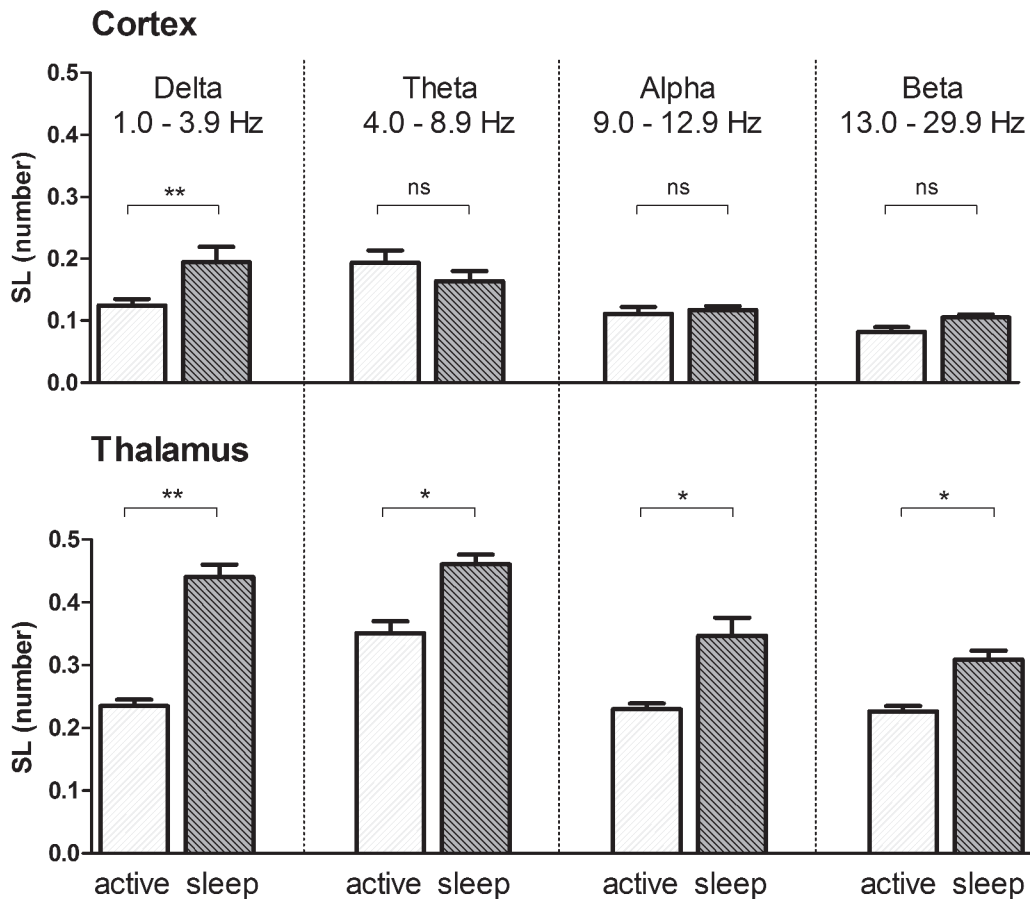 Cortex
Delta
1.0 - 3.9 Hz
Theta
4.0 - 8.9 Hz
Alpha
9.0 - 12.9 Hz
Beta
13.0 - 29.9 Hz
SL (number)
0.5
0.4
0.3
0.2
0.1
0.0
**
ns
ns
ns
Thalamus
SL (number)
0.5
0.4
0.3
0.2
0.1
0.0
**
*
*
*
active sleep
active sleep
active sleep
active sleep